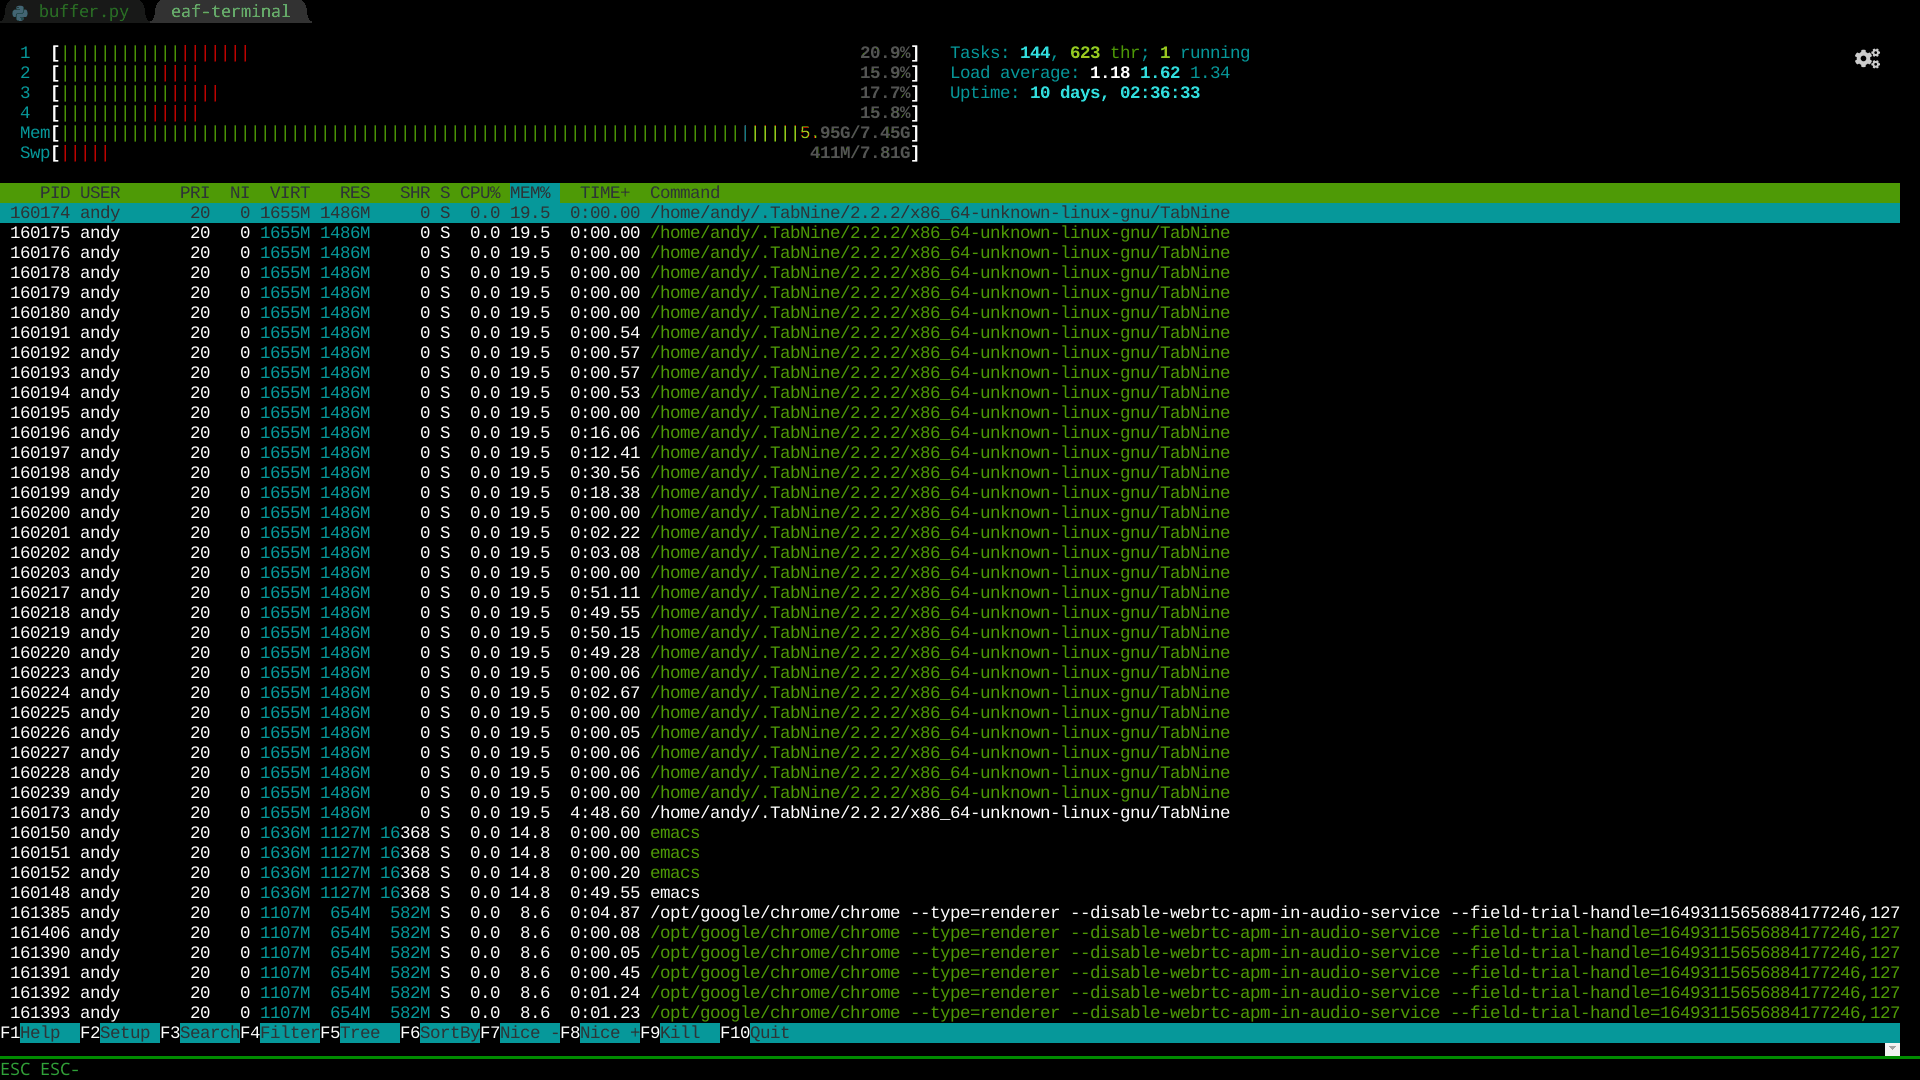 buffer.py eaf-terminal
1 [||||||||||||||||||| 20.9%] Tasks: 144, 623 thr; 1 running
2 [|||||||||||||| 15.9%] Load average: 1.18 1.62 1.34
3 [|||||||||||||||| 17.7%] Uptime: 10 days, 02:36:33
4 [|||||||||||||| 15.8%]
Mem[||||||||||||||||||||||||||||||||||||||||||||||||||||||||||||||||||||||||||5.95G/7.45G]
Swp[||||| 411M/7.81G]
PID USER PRI NI VIRT RES SHR S CPU% MEM% TIME+ Command
160174 andy 20 0 1655M 1486M 0 S 0.0 19.5 0:00.00 /home/andy/.TabNine/2.2.2/x86_64-unknown-linux-gnu/TabNine
160175 andy 20 0 1655M 1486M 0 S 0.0 19.5 0:00.00 /home/andy/.TabNine/2.2.2/x86_64-unknown-linux-gnu/TabNine
160176 andy 20 0 1655M 1486M 0 S 0.0 19.5 0:00.00 /home/andy/.TabNine/2.2.2/x86_64-unknown-linux-gnu/TabNine
160178 andy 20 0 1655M 1486M 0 S 0.0 19.5 0:00.00 /home/andy/.TabNine/2.2.2/x86_64-unknown-linux-gnu/TabNine
160179 andy 20 0 1655M 1486M 0 S 0.0 19.5 0:00.00 /home/andy/.TabNine/2.2.2/x86_64-unknown-linux-gnu/TabNine
160180 andy 20 0 1655M 1486M 0 S 0.0 19.5 0:00.00 /home/andy/.TabNine/2.2.2/x86_64-unknown-linux-gnu/TabNine
160191 andy 20 0 1655M 1486M 0 S 0.0 19.5 0:00.54 /home/andy/.TabNine/2.2.2/x86_64-unknown-linux-gnu/TabNine
160192 andy 20 0 1655M 1486M 0 S 0.0 19.5 0:00.57 /home/andy/.TabNine/2.2.2/x86_64-unknown-linux-gnu/TabNine
160193 andy 20 0 1655M 1486M 0 S 0.0 19.5 0:00.57 /home/andy/.TabNine/2.2.2/x86_64-unknown-linux-gnu/TabNine
160194 andy 20 0 1655M 1486M 0 S 0.0 19.5 0:00.53 /home/andy/.TabNine/2.2.2/x86_64-unknown-linux-gnu/TabNine
160195 andy 20 0 1655M 1486M 0 S 0.0 19.5 0:00.00 /home/andy/.TabNine/2.2.2/x86_64-unknown-linux-gnu/TabNine
160196 andy 20 0 1655M 1486M 0 S 0.0 19.5 0:16.06 /home/andy/.TabNine/2.2.2/x86_64-unknown-linux-gnu/TabNine
160197 andy 20 0 1655M 1486M 0 S 0.0 19.5 0:12.41 /home/andy/.TabNine/2.2.2/x86_64-unknown-linux-gnu/TabNine
160198 andy 20 0 1655M 1486M 0 S 0.0 19.5 0:30.56 /home/andy/.TabNine/2.2.2/x86_64-unknown-linux-gnu/TabNine
160199 andy 20 0 1655M 1486M 0 S 0.0 19.5 0:18.38 /home/andy/.TabNine/2.2.2/x86_64-unknown-linux-gnu/TabNine
160200 andy 20 0 1655M 1486M 0 S 0.0 19.5 0:00.00 /home/andy/.TabNine/2.2.2/x86_64-unknown-linux-gnu/TabNine
160201 andy 20 0 1655M 1486M 0 S 0.0 19.5 0:02.22 /home/andy/.TabNine/2.2.2/x86_64-unknown-linux-gnu/TabNine
160202 andy 20 0 1655M 1486M 0 S 0.0 19.5 0:03.08 /home/andy/.TabNine/2.2.2/x86_64-unknown-linux-gnu/TabNine
160203 andy 20 0 1655M 1486M 0 S 0.0 19.5 0:00.00 /home/andy/.TabNine/2.2.2/x86_64-unknown-linux-gnu/TabNine
160217 andy 20 0 1655M 1486M 0 S 0.0 19.5 0:51.11 /home/andy/.TabNine/2.2.2/x86_64-unknown-linux-gnu/TabNine
160218 andy 20 0 1655M 1486M 0 S 0.0 19.5 0:49.55 /home/andy/.TabNine/2.2.2/x86_64-unknown-linux-gnu/TabNine
160219 andy 20 0 1655M 1486M 0 S 0.0 19.5 0:50.15 /home/andy/.TabNine/2.2.2/x86_64-unknown-linux-gnu/TabNine
160220 andy 20 0 1655M 1486M 0 S 0.0 19.5 0:49.28 /home/andy/.TabNine/2.2.2/x86_64-unknown-linux-gnu/TabNine
160223 andy 20 0 1655M 1486M 0 S 0.0 19.5 0:00.06 /home/andy/.TabNine/2.2.2/x86_64-unknown-linux-gnu/TabNine
160224 andy 20 0 1655M 1486M 0 S 0.0 19.5 0:02.67 /home/andy/.TabNine/2.2.2/x86_64-unknown-linux-gnu/TabNine
160225 andy 20 0 1655M 1486M 0 S 0.0 19.5 0:00.00 /home/andy/.TabNine/2.2.2/x86_64-unknown-linux-gnu/TabNine
160226 andy 20 0 1655M 1486M 0 S 0.0 19.5 0:00.05 /home/andy/.TabNine/2.2.2/x86_64-unknown-linux-gnu/TabNine
160227 andy 20 0 1655M 1486M 0 S 0.0 19.5 0:00.06 /home/andy/.TabNine/2.2.2/x86_64-unknown-linux-gnu/TabNine
160228 andy 20 0 1655M 1486M 0 S 0.0 19.5 0:00.06 /home/andy/.TabNine/2.2.2/x86_64-unknown-linux-gnu/TabNine
160239 andy 20 0 1655M 1486M 0 S 0.0 19.5 0:00.00 /home/andy/.TabNine/2.2.2/x86_64-unknown-linux-gnu/TabNine
160173 andy 20 0 1655M 1486M 0 S 0.0 19.5 4:48.60 /home/andy/.TabNine/2.2.2/x86_64-unknown-linux-gnu/TabNine
160150 andy 20 0 1636M 1127M 16368 S 0.0 14.8 0:00.00 emacs
160151 andy 20 0 1636M 1127M 16368 S 0.0 14.8 0:00.00 emacs
160152 andy 20 0 1636M 1127M 16368 S 0.0 14.8 0:00.20 emacs
160148 andy 20 0 1636M 1127M 16368 S 0.0 14.8 0:49.55 emacs
161385 andy 20 0 1107M 654M 582M S 0.0 8.6 0:04.87 /opt/google/chrome/chrome --type=renderer --disable-webrtc-apm-in-audio-service --field-trial-handle=16493115656884177246,127
161406 andy 20 0 1107M 654M 582M S 0.0 8.6 0:00.08 /opt/google/chrome/chrome --type=renderer --disable-webrtc-apm-in-audio-service --field-trial-handle=16493115656884177246,127
161390 andy 20 0 1107M 654M 582M S 0.0 8.6 0:00.05 /opt/google/chrome/chrome --type=renderer --disable-webrtc-apm-in-audio-service --field-trial-handle=16493115656884177246,127
161391 andy 20 0 1107M 654M 582M S 0.0 8.6 0:00.45 /opt/google/chrome/chrome --type=renderer --disable-webrtc-apm-in-audio-service --field-trial-handle=16493115656884177246,127
161392 andy 20 0 1107M 654M 582M S 0.0 8.6 0:01.24 /opt/google/chrome/chrome --type=renderer --disable-webrtc-apm-in-audio-service --field-trial-handle=16493115656884177246,127
161393 andy 20 0 1107M 654M 582M S 0.0 8.6 0:01.23 /opt/google/chrome/chrome --type=renderer --disable-webrtc-apm-in-audio-service --field-trial-handle=16493115656884177246,127
F1Help F2Setup F3SearchF4FilterF5Tree F6SortByF7Nice -F8Nice +F9Kill F10Quit
ESC ESC-